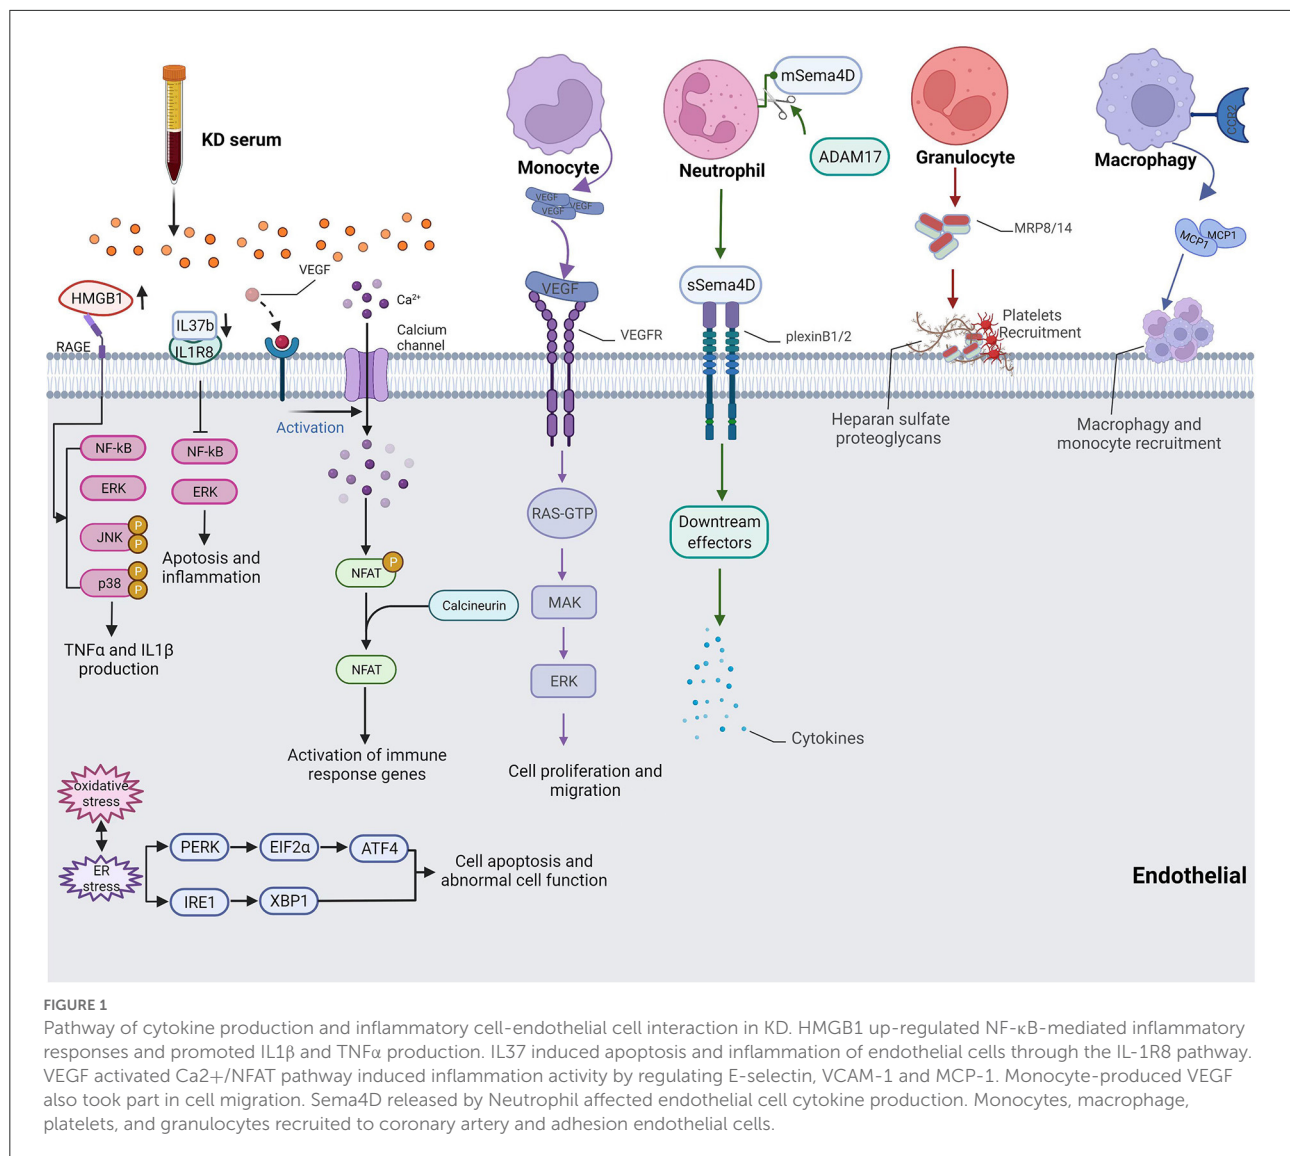 KD serum
HMGB1
RAGE
IL37b
IL1R8
VEGF
Ca²⁺
Calcium
channel
Activation
NF-kB
ERK
JNK
P
P
p38
P
P
TNFα and IL1β
production
NF-kB
ERK
Apotosis and
inflammation
NFAT
P
Calcineurin
NFAT
Activation of immune
response genes
Monocyte
VEGF
VEGF
VEGF
VEGF
VEGFR
RAS-GTP
MAK
ERK
Cell proliferation and
migration
Neutrophil
mSema4D
ADAM17
sSema4D
plexinB1/2
Downtream
effectors
Cytokines
Granulocyte
MRP8/14
Platelets
Recruitment
Heparan sulfate
proteoglycans
Macrophagy
CCR2
MCP1
MCP1
Macrophagy and
monocyte recruitment
oxidative
stress
ER
stress
PERK
EIF2α
ATF4
IRE1
XBP1
Cell apoptosis and
abnormal cell function
Endothelial
FIGURE 1
Pathway of cytokine production and inflammatory cell-endothelial cell interaction in KD. HMGB1 up-regulated NF-κB-mediated inflammatory
responses and promoted IL1β and TNFα production. IL37 induced apoptosis and inflammation of endothelial cells through the IL-1R8 pathway.
VEGF activated Ca2+/NFAT pathway induced inflammation activity by regulating E-selectin, VCAM-1 and MCP-1. Monocyte-produced VEGF
also took part in cell migration. Sema4D released by Neutrophil affected endothelial cell cytokine production. Monocytes, macrophage,
platelets, and granulocytes recruited to coronary artery and adhesion endothelial cells.